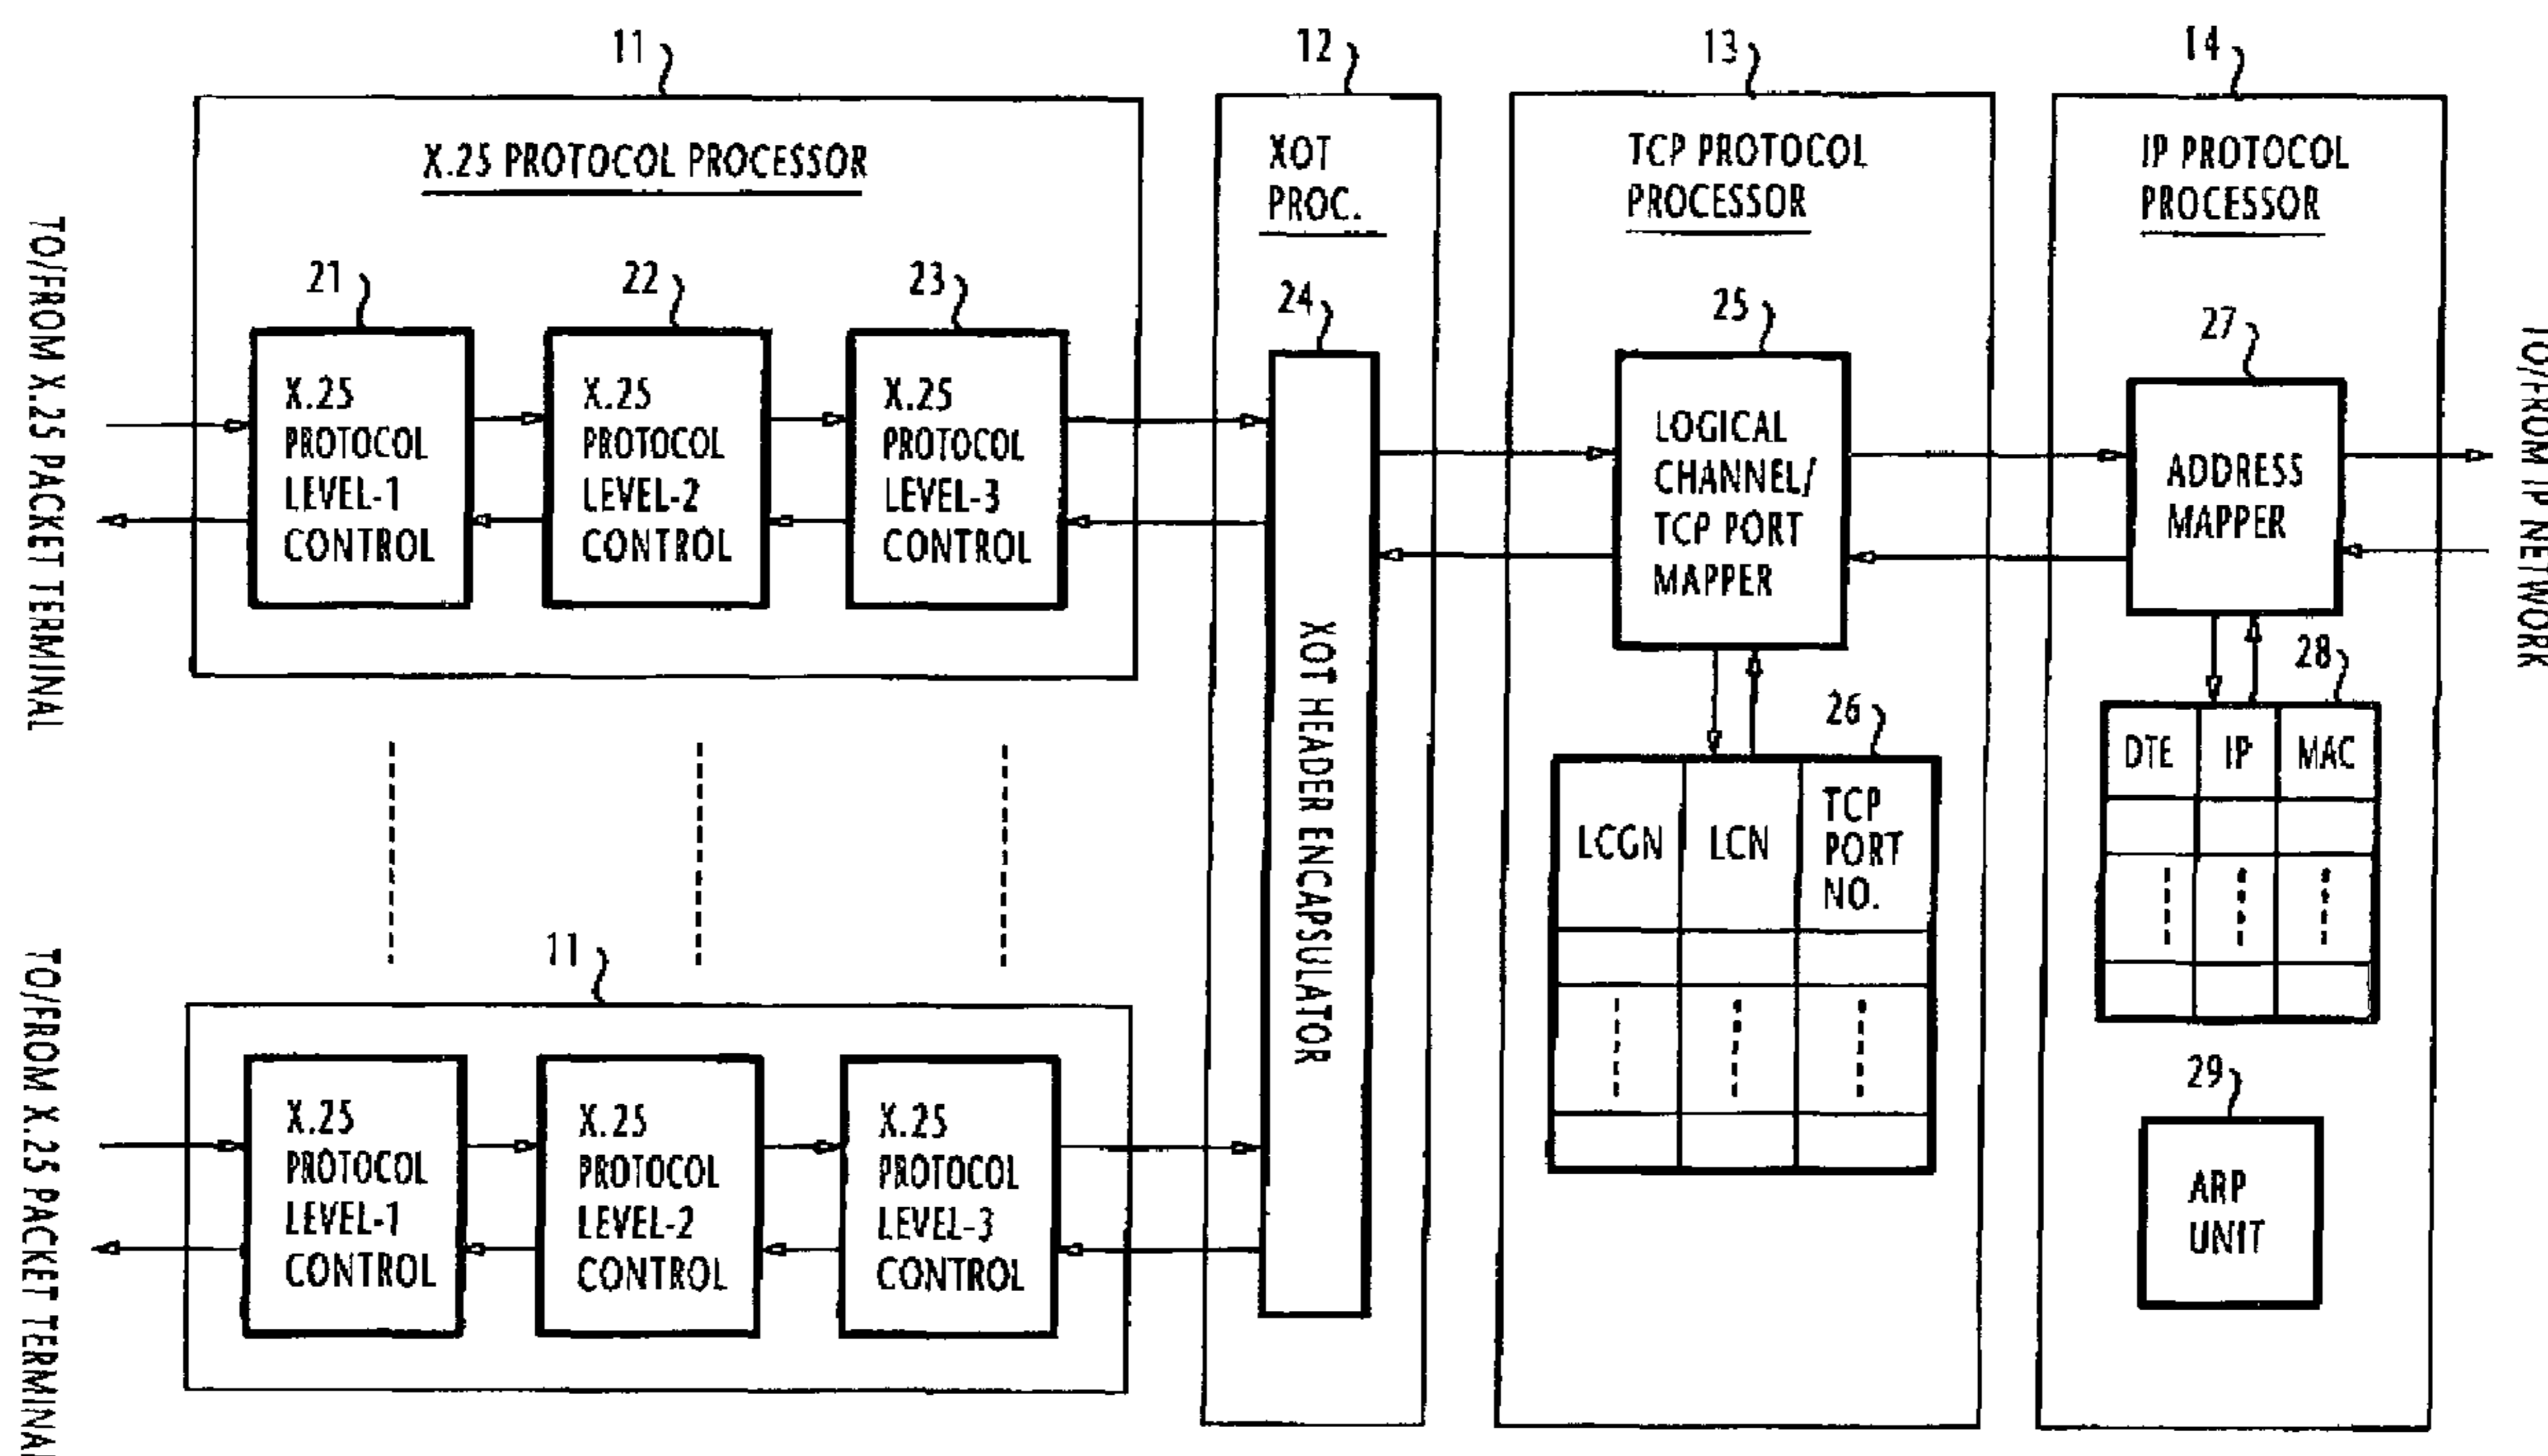 11
12
13
14
X.25 PROTOCOL PROCESSOR
XOT
PROC.
TCP PROTOCOL
PROCESSOR
IP PROTOCOL
PROCESSOR
TO/FROM X.25 PACKET TERMINAL
21
22
23
24
25
27
X.25
PROTOCOL
LEVEL-1
CONTROL
X.25
PROTOCOL
LEVEL-2
CONTROL
X.25
PROTOCOL
LEVEL-3
CONTROL
XOT HEADER ENCAPSULATOR
LOGICAL
CHANNEL/
TCP PORT
MAPPER
ADDRESS
MAPPER
TO/FROM IP NETWORK
26
LCGN
LCN
TCP
PORT
NO.
28
DTE
IP
MAC
29
ARP
UNIT
11
TO/FROM X.25 PACKET TERMINAL
X.25
PROTOCOL
LEVEL-1
CONTROL
X.25
PROTOCOL
LEVEL-2
CONTROL
X.25
PROTOCOL
LEVEL-3
CONTROL